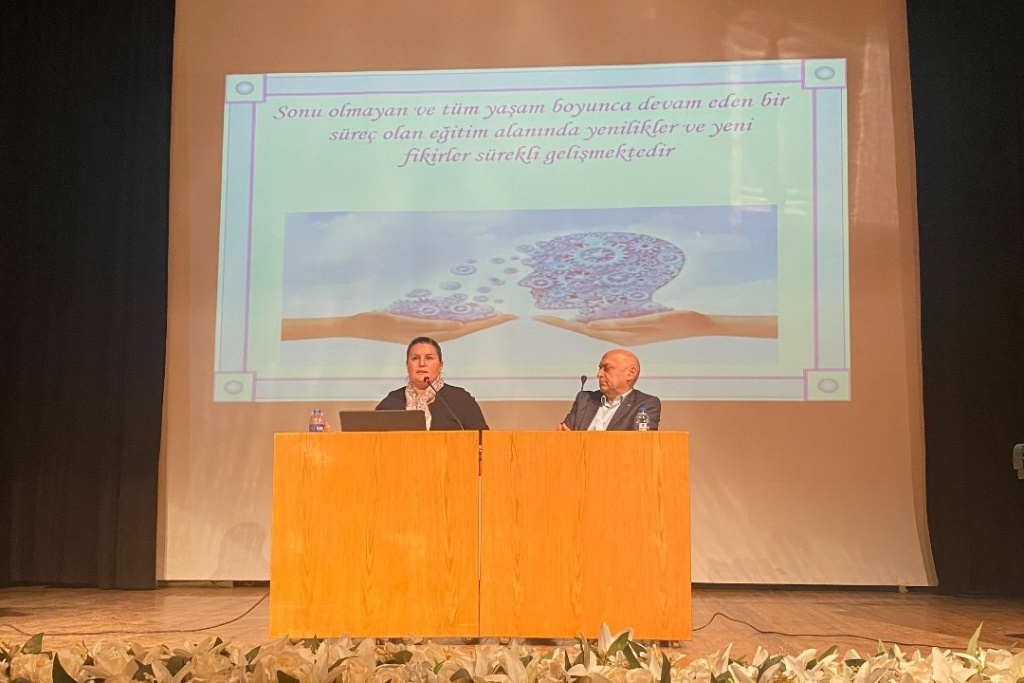 Sonu olmayan ve tüm yaşam boyunca devam eden bir
süreç olan eğitim alanında yenilikler ve yeni
fikirler sürekli gelişmektedir